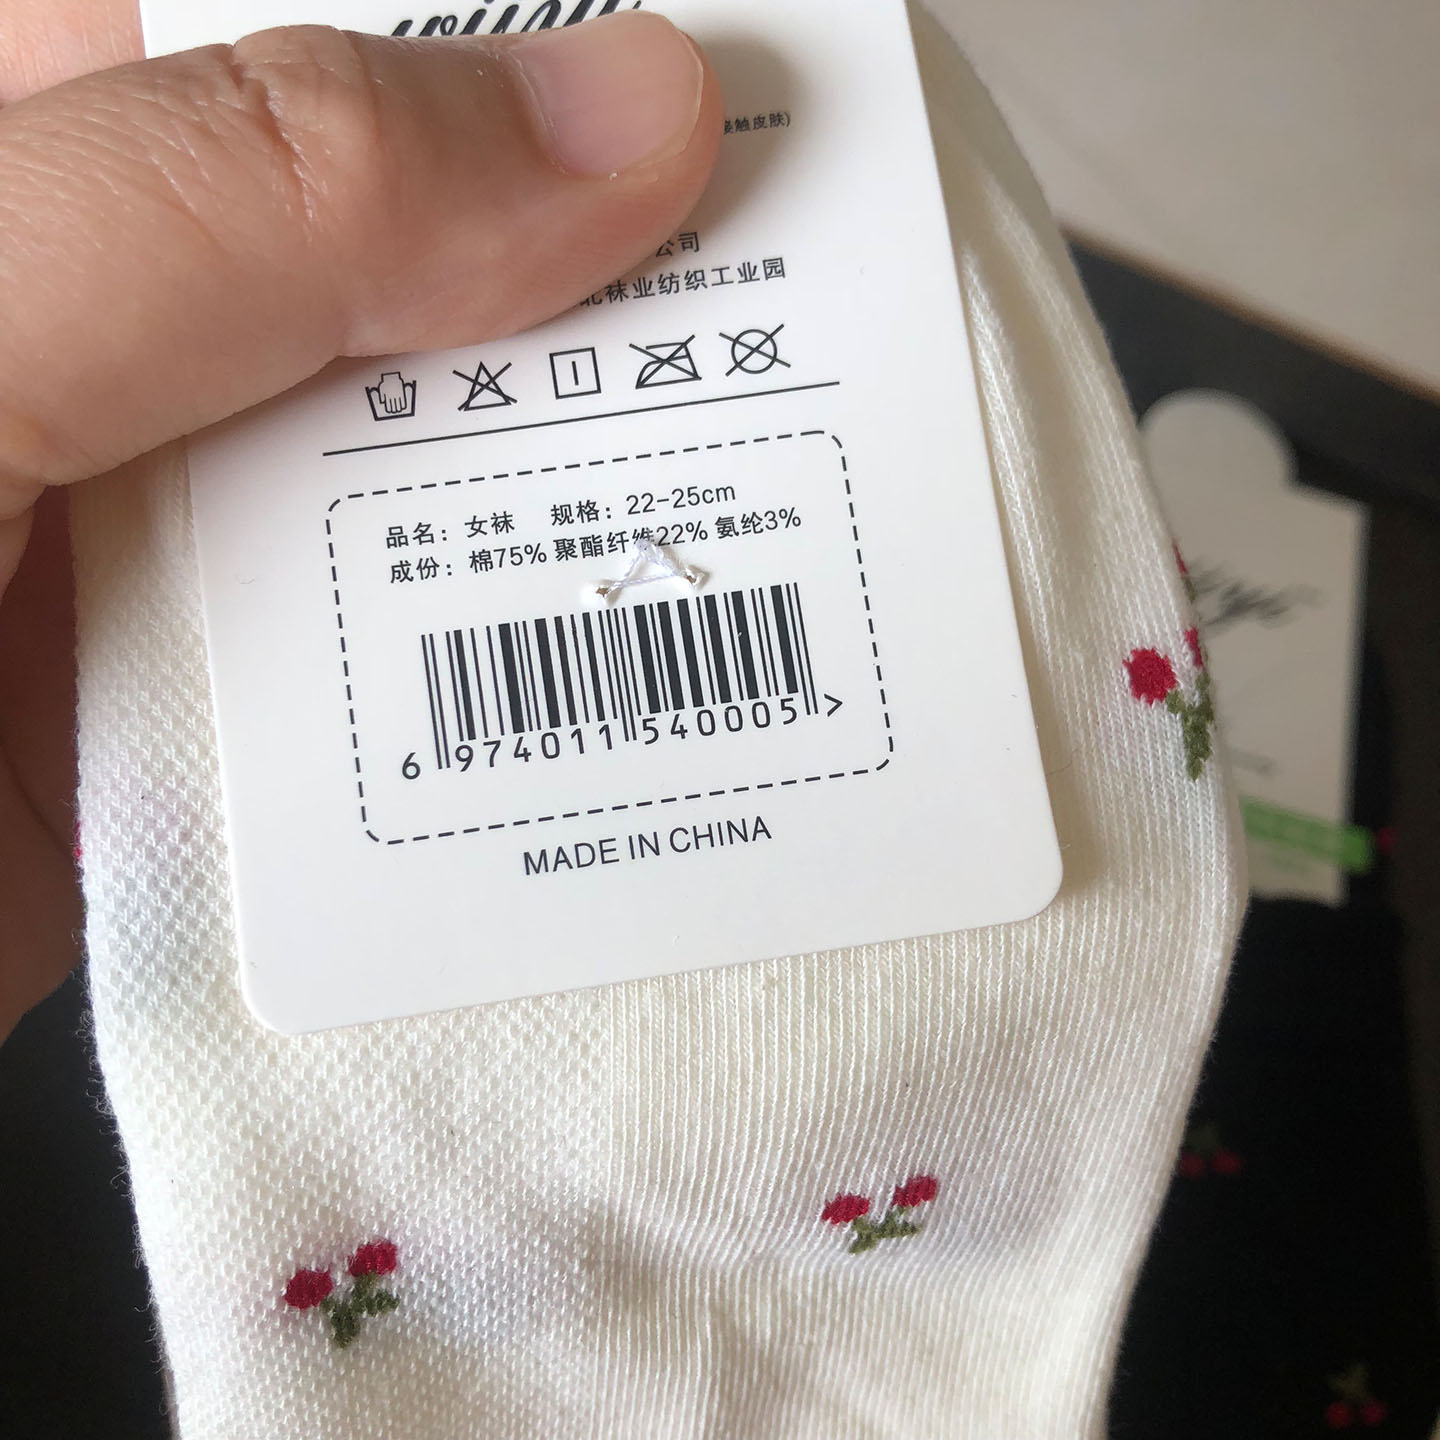 接触皮肤)
公司
北袜业纺织工业园
品名：女袜 规格：22-25cm
成份：棉75% 聚酯纤维22% 氨纶3%
6 974011 540005 >
MADE IN CHINA